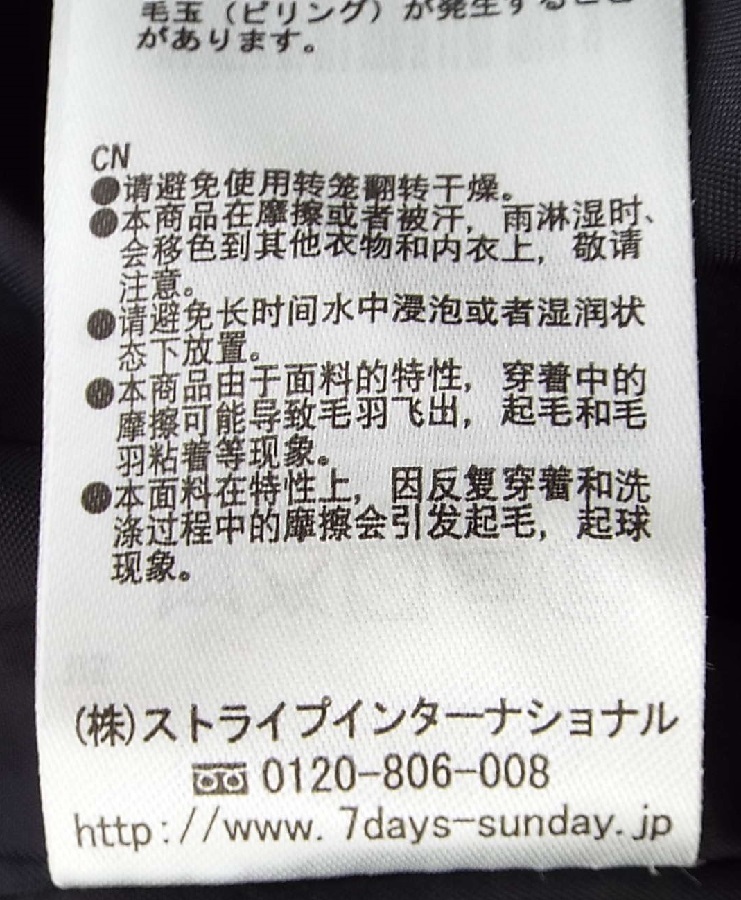 毛玉（ピリング）が発生すること
があります。
CN
●请避免使用转笼翻转干燥。
●本商品在摩擦或者被汗，雨淋湿时、
会移色到其他衣物和内衣上，敬请
注意。
●请避免长时间水中浸泡或者湿润状
态下放置。
●本商品由于面料的特性，穿着中的
摩擦可能导致毛羽飞出，起毛和毛
羽粘着等现象。
●本面料在特性上，因反复穿着和洗
涤过程中的摩擦会引发起毛，起球
现象。
(株)ストライプインターナショナル
0120-806-008
http://www.7days-sunday.jp